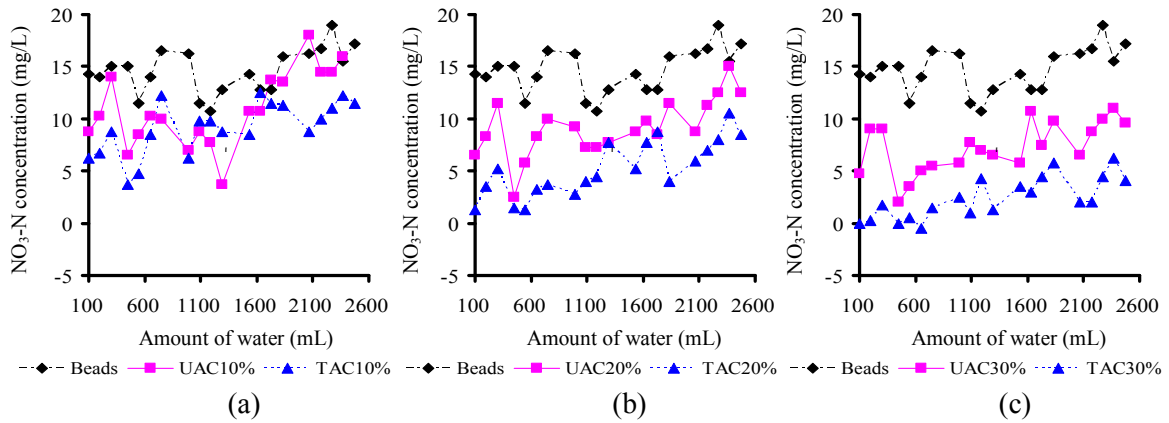 NO3-N concentration (mg/L)
20
15
10
5
0
-5
100 600 1100 1600 2100 2600
Amount of water (mL)
Beads UAC10% TAC10%
(a)
NO3-N concentration (mg/L)
20
15
10
5
0
-5
100 600 1100 1600 2100 2600
Amount of water (mL)
Beads UAC20% TAC20%
(b)
NO3-N concentration (mg/L)
20
15
10
5
0
-5
100 600 1100 1600 2100 2600
Amount of water (mL)
Beads UAC30% TAC30%
(c)